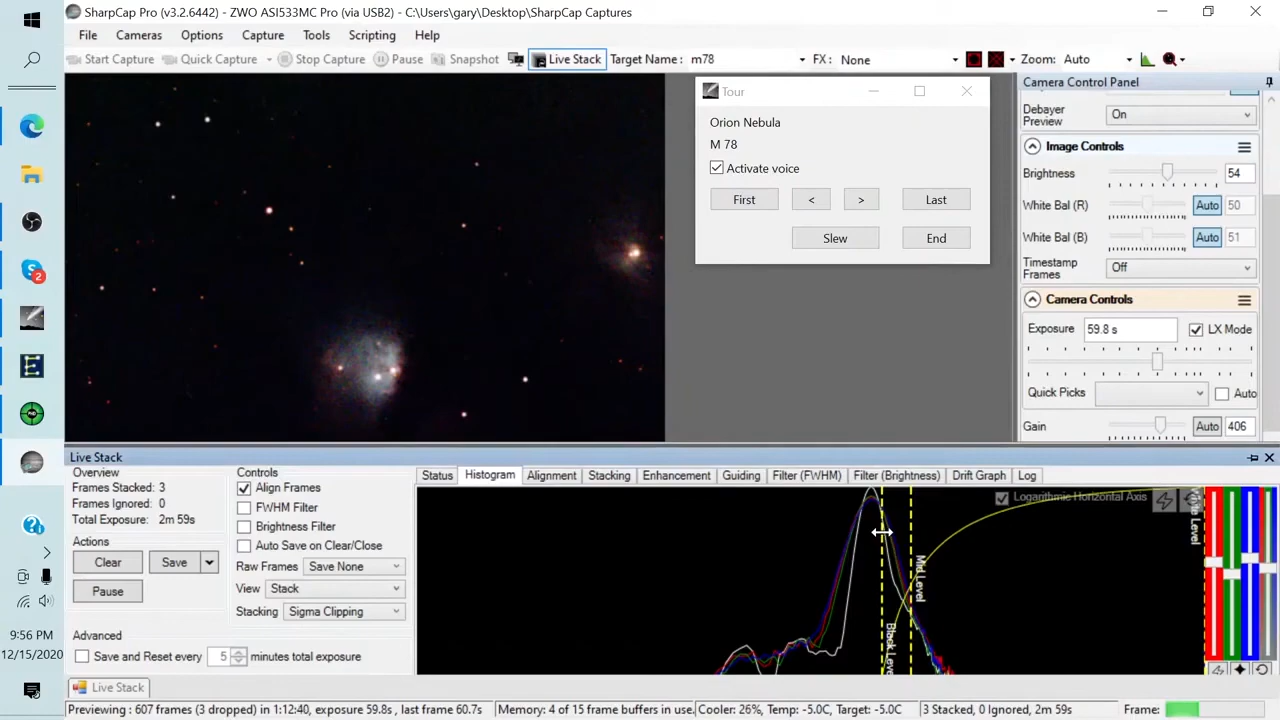 SharpCap Pro (v3.2.6442) - ZWO ASI533MC Pro (via USB2) - C:\Users\gary\Desktop\SharpCap Captures
File Cameras Options Capture Tools Scripting Help
Start Capture Quick Capture Stop Capture Pause Snapshot Live Stack Target Name : m78 FX : None Zoom: Auto
Tour
Orion Nebula
M 78
Activate voice
First < > Last
Slew End
Camera Control Panel
Debayer Preview On
Image Controls
Brightness 54
White Bal (R) Auto 50
White Bal (B) Auto 51
Timestamp Frames Off
Camera Controls
Exposure 59.8 s LX Mode
Quick Picks Auto
Gain Auto 406
Live Stack
Overview
Frames Stacked: 3
Frames Ignored: 0
Total Exposure: 2m 59s
Actions
Clear Save
Pause
Controls
Align Frames
FWHM Filter
Brightness Filter
Auto Save on Clear/Close
Raw Frames Save None
View Stack
Stacking Sigma Clipping
Advanced
Save and Reset every 5 minutes total exposure
Status Histogram Alignment Stacking Enhancement Guiding Filter (FWHM) Filter (Brightness) Drift Graph Log
Logarithmic Horizontal Axis
Black Level
Mid Level
White Level
Live Stack
Previewing : 607 frames (3 dropped) in 1:12:40, exposure 59.8s , last frame 60.7s Memory: 4 of 15 frame buffers in use. Cooler: 26%, Temp: -5.0C, Target: -5.0C 3 Stacked, 0 Ignored, 2m 59s Frame:
2
9:56 PM
12/15/2020